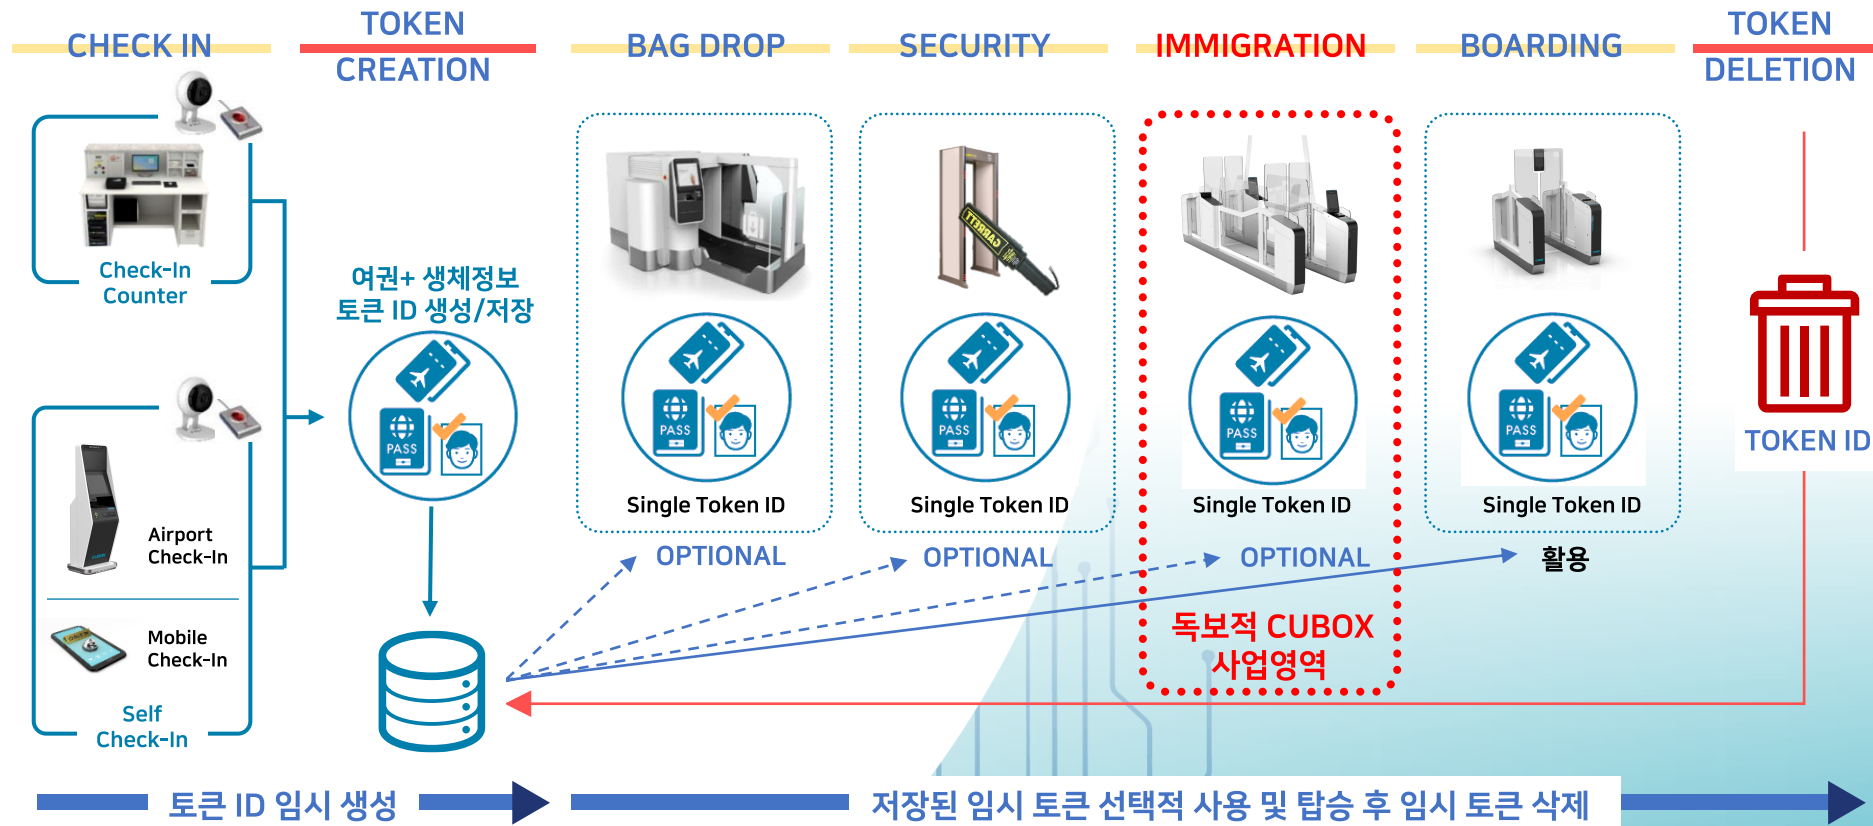 CHECK IN
TOKEN
CREATION
BAG DROP
SECURITY
IMMIGRATION
BOARDING
TOKEN
DELETION
Check-In
Counter
Airport
Check-In
Mobile
Check-In
Self
Check-In
여권+ 생체정보
토큰 ID 생성/저장
PASS
GARRETT
PASS
Single Token ID
OPTIONAL
PASS
Single Token ID
OPTIONAL
PASS
Single Token ID
OPTIONAL
독보적 CUBOX
사업영역
PASS
Single Token ID
활용
TOKEN ID
토큰 ID 임시 생성
저장된 임시 토큰 선택적 사용 및 탑승 후 임시 토큰 삭제